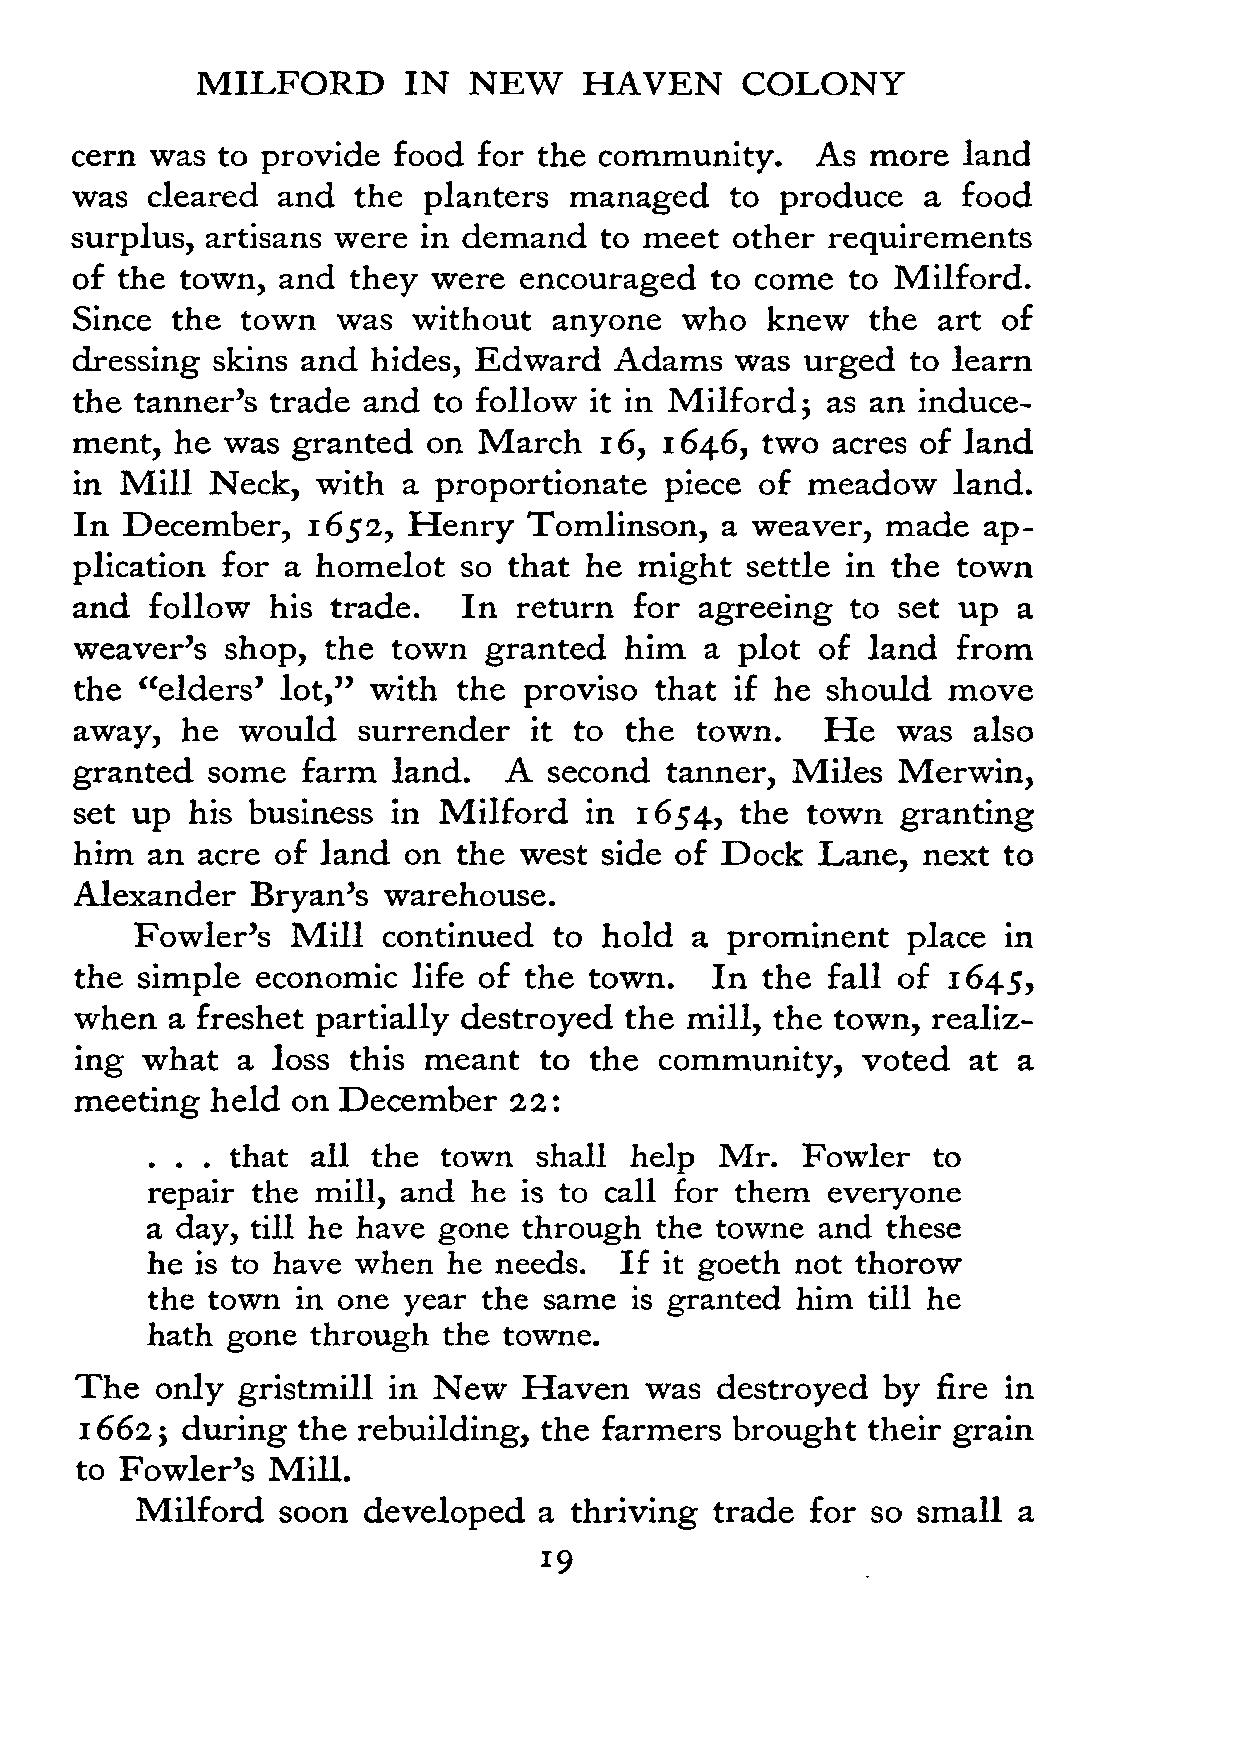 MILFORD IN NEW HAVEN COLONY
cern was to provide food for the community. As more land
was cleared and the planters managed to produce a food
surplus, artisans were in demand to meet other requirements
of the town, and they were encouraged to come to Milford.
Since the town was without anyone who knew the art of
dressing skins and hides, Edward Adams was urged to learn
the tanner's trade and to follow it in Milford; as an induce-
ment, he was granted on March 16, 1646, two acres of land
in Mill Neck, with a proportionate piece of meadow land.
In December, 1652, Henry Tomlinson, a weaver, made ap-
plication for a homelot so that he might settle in the town
and follow his trade. In return for agreeing to set up a
weaver's shop, the town granted him a plot of land from
the “elders' lot,” with the proviso that if he should move
away, he would surrender it to the town. He was also
granted some farm land. A second tanner, Miles Merwin,
set up his business in Milford in 1654, the town granting
him an acre of land on the west side of Dock Lane, next to
Alexander Bryan's warehouse.
Fowler's Mill continued to hold a prominent place in
the simple economic life of the town. In the fall of 1645,
when a freshet partially destroyed the mill, the town, realiz-
ing what a loss this meant to the community, voted at a
meeting held on December 22:
. . . that all the town shall help Mr. Fowler to
repair the mill, and he is to call for them everyone
a day, till he have gone through the towne and these
he is to have when he needs. If it goeth not thorow
the town in one year the same is granted him till he
hath gone through the towne.
The only gristmill in New Haven was destroyed by fire in
1662; during the rebuilding, the farmers brought their grain
to Fowler's Mill.
Milford soon developed a thriving trade for so small a
19